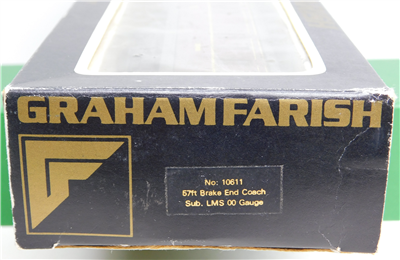 GRAHAM FARISH
No: 10611
57ft Brake End Coach
Sub. LMS 00 Gauge